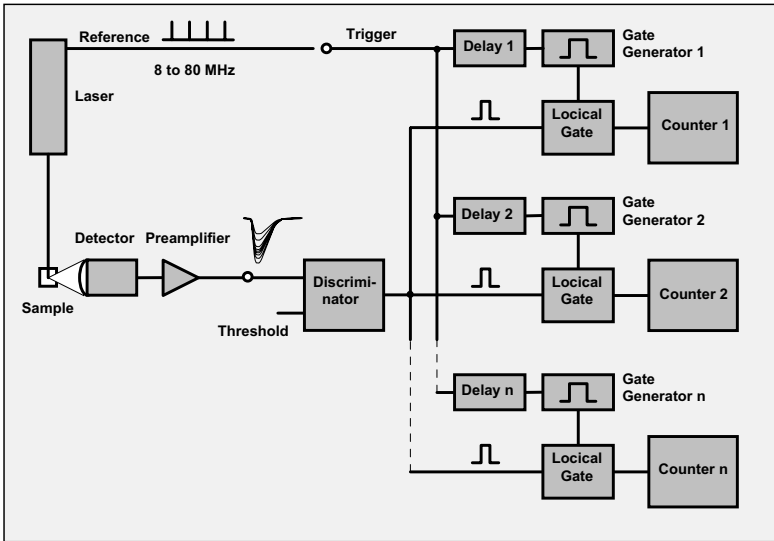 Reference
Trigger
8 to 80 MHz
Laser
Delay 1
Gate
Generator 1
Locical
Gate
Counter 1
Delay 2
Gate
Generator 2
Detector
Preamplifier
Sample
Discrimi-
nator
Threshold
Locical
Gate
Counter 2
Delay n
Gate
Generator n
Locical
Gate
Counter n